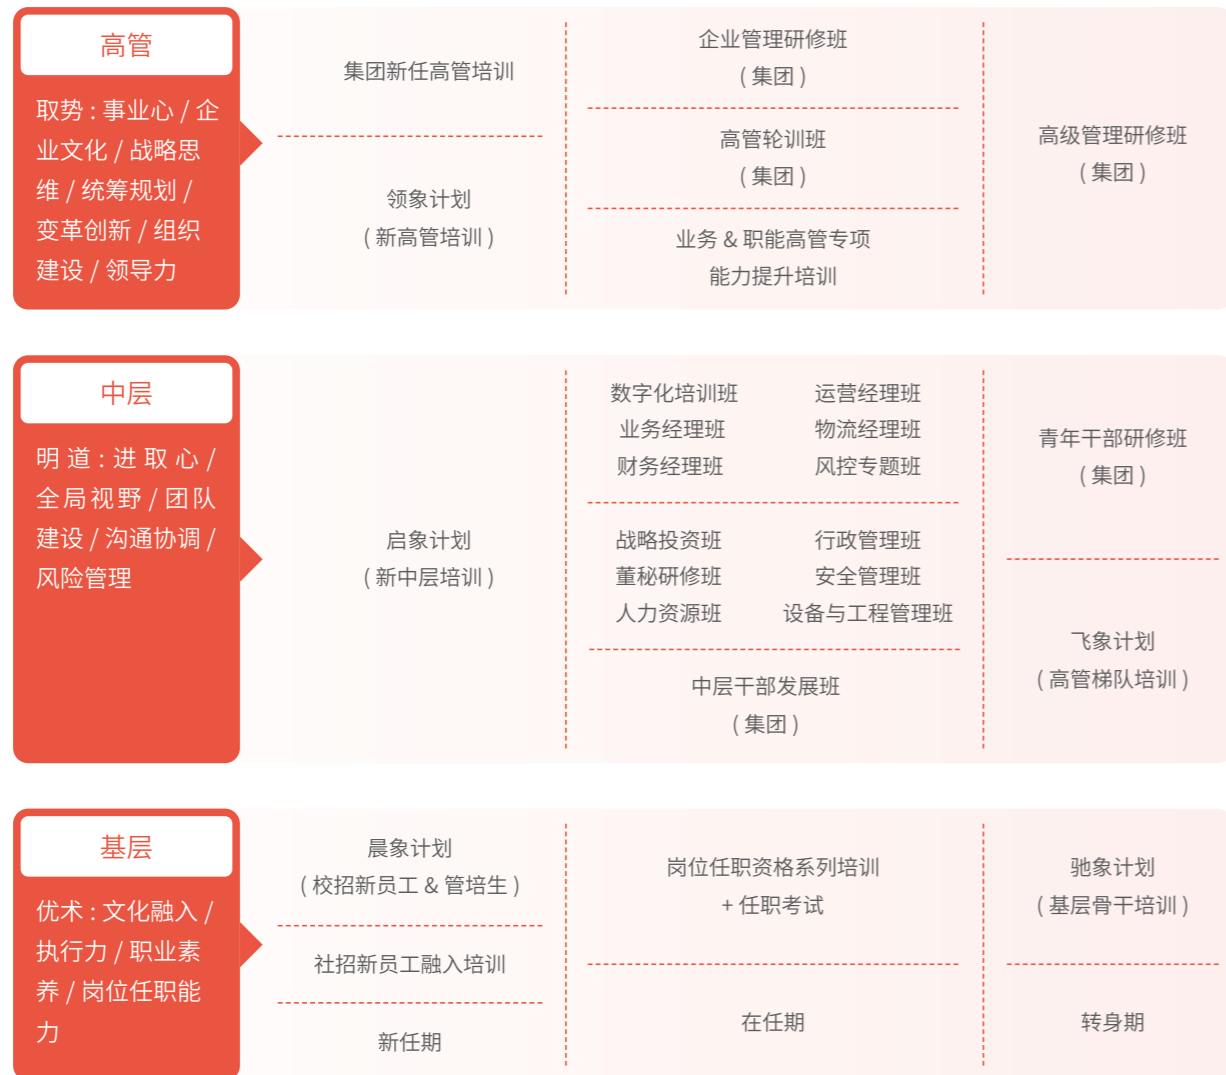 高管
取势 : 事业心 / 企
业文化 / 战略思
维 / 统筹规划 /
变革创新 / 组织
建设 / 领导力
集团新任高管培训
领象计划
( 新高管培训 )
企业管理研修班
( 集团 )
高管轮训班
( 集团 )
业务 & 职能高管专项
能力提升培训
高级管理研修班
( 集团 )
中层
明 道 : 进 取 心 /
全局视野 / 团队
建设 / 沟通协调 /
风险管理
启象计划
( 新中层培训 )
数字化培训班 运营经理班
业务经理班 物流经理班
财务经理班 风控专题班
战略投资班 行政管理班
董秘研修班 安全管理班
人力资源班 设备与工程管理班
中层干部发展班
( 集团 )
青年干部研修班
( 集团 )
飞象计划
( 高管梯队培训 )
基层
优术 : 文化融入 /
执行力 / 职业素
养 / 岗位任职能
力
晨象计划
( 校招新员工 & 管培生 )
社招新员工融入培训
新任期
岗位任职资格系列培训
+ 任职考试
在任期
驰象计划
( 基层骨干培训 )
转身期